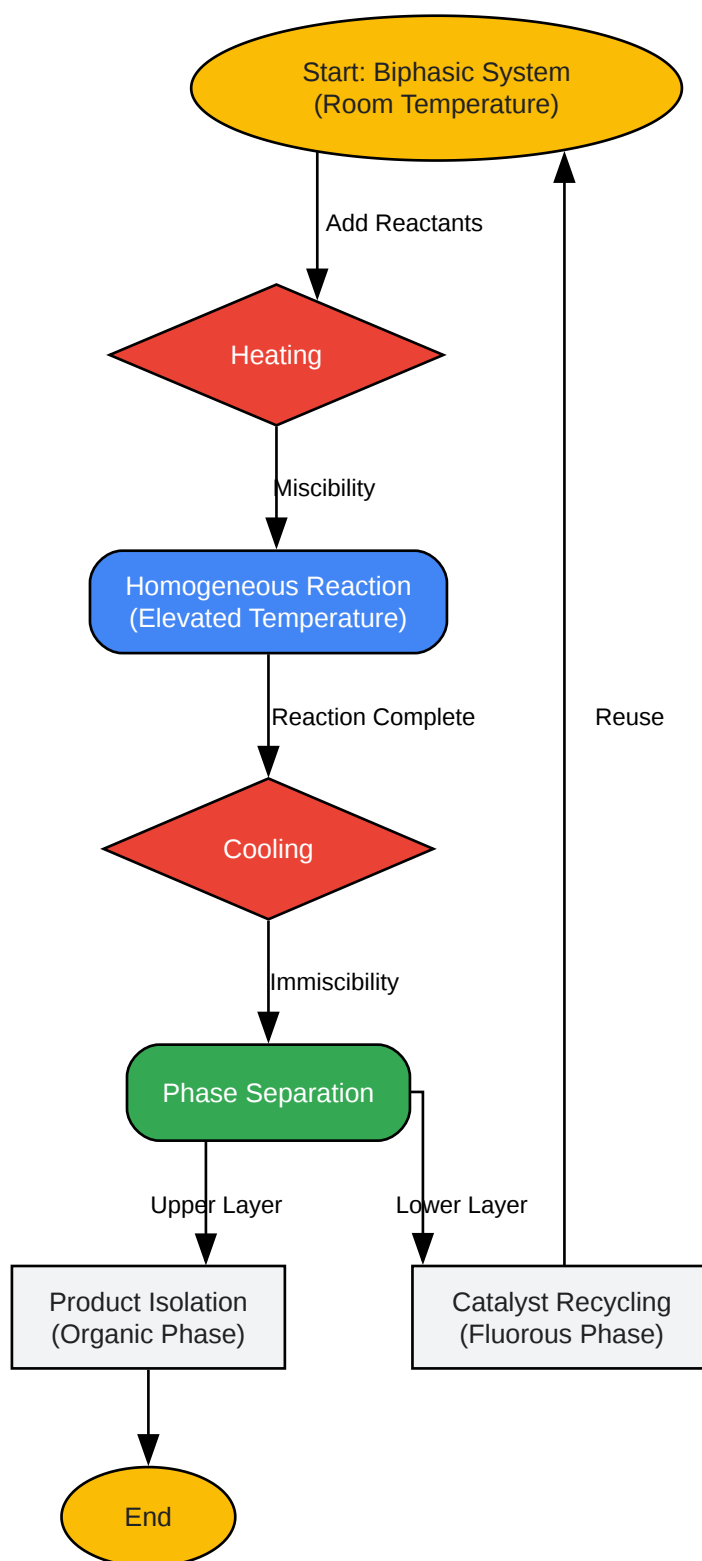 Start: Biphasic System
(Room Temperature)
Add Reactants
Heating
Miscibility
Homogeneous Reaction
(Elevated Temperature)
Reaction Complete
Reuse
Cooling
Immiscibility
Phase Separation
Upper Layer
Lower Layer
Product Isolation
(Organic Phase)
Catalyst Recycling
(Fluorous Phase)
End